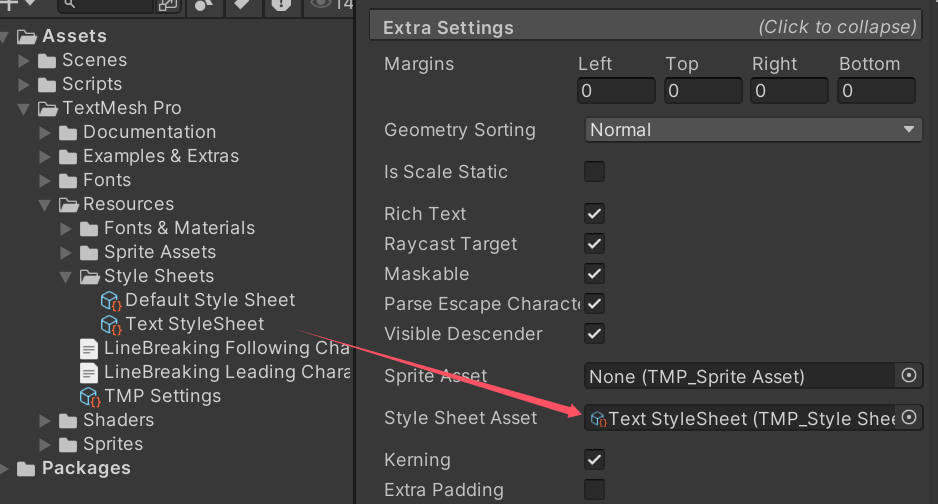 14
Assets
Scenes
Scripts
TextMesh Pro
Documentation
Examples & Extras
Fonts
Resources
Fonts & Materials
Sprite Assets
Style Sheets
Default Style Sheet
Text StyleSheet
LineBreaking Following Cha
LineBreaking Leading Chara
TMP Settings
Shaders
Sprites
Packages
Extra Settings (Click to collapse)
Margins Left Top Right Bottom
0 0 0 0
Geometry Sorting Normal
Is Scale Static
Rich Text
Raycast Target
Maskable
Parse Escape Characte
Visible Descender
Sprite Asset None (TMP_Sprite Asset)
Style Sheet Asset Text StyleSheet (TMP_Style Shee
Kerning
Extra Padding